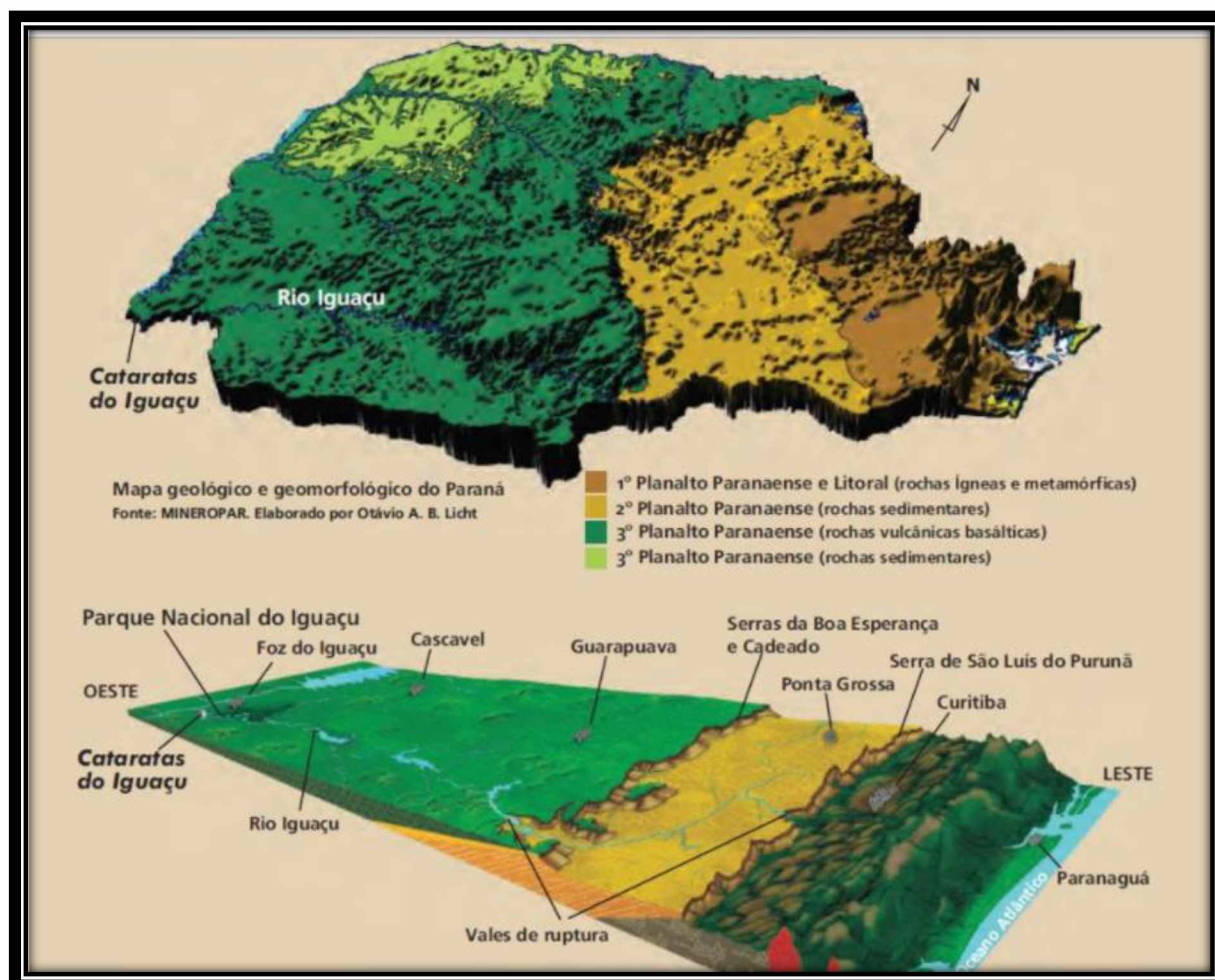 N
Rio Iguaçu
Cataratas
do Iguaçu
Mapa geológico e geomorfológico do Paraná
Fonte: MINEROPAR. Elaborado por Otávio A. B. Licht
1º Planalto Paranaense e Litoral (rochas Ígneas e metamórficas)
2º Planalto Paranaense (rochas sedimentares)
3º Planalto Paranaense (rochas vulcânicas basálticas)
3º Planalto Paranaense (rochas sedimentares)
Parque Nacional do Iguaçu
Foz do Iguaçu
Cascavel
Guarapuava
Serras da Boa Esperança
e Cadeado
Serra de São Luís do Purunã
Ponta Grossa
Curitiba
OESTE
LESTE
Cataratas
do Iguaçu
Rio Iguaçu
Vales de ruptura
Paranaguá
Oceano Atlântico